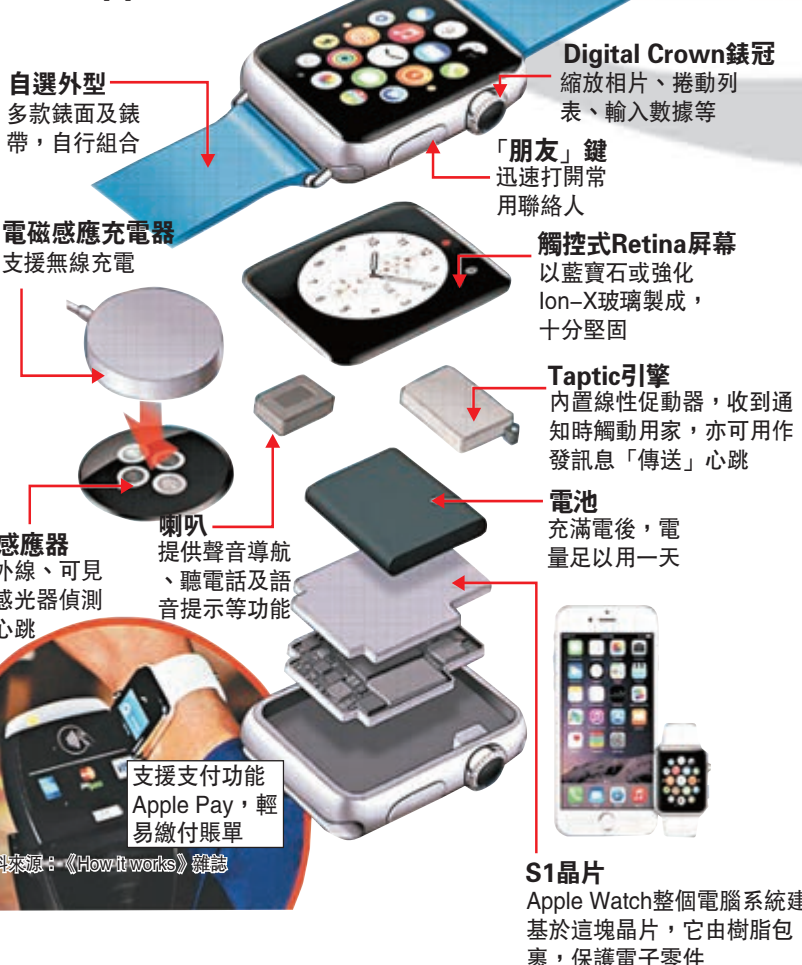 自選外型
多款錶面及錶
帶，自行組合
Digital Crown錶冠
縮放相片、捲動列
表、輸入數據等
「朋友」鍵
迅速打開常
用聯絡人
電磁感應充電器
支援無線充電
觸控式Retina屏幕
以藍寶石或強化
Ion–X玻璃製成，
十分堅固
Taptic引擎
內置線性促動器，收到通
知時觸動用家，亦可用作
發訊息「傳送」心跳
電池
充滿電後，電
量足以用一天
感應器
外線、可見
感光器偵測
心跳
喇叭
提供聲音導航
、聽電話及語
音提示等功能
支援支付功能
Apple Pay，輕
易繳付賬單
料來源：《How it works》雜誌
S1晶片
Apple Watch整個電腦系統建
基於這塊晶片，它由樹脂包
裹，保護電子零件